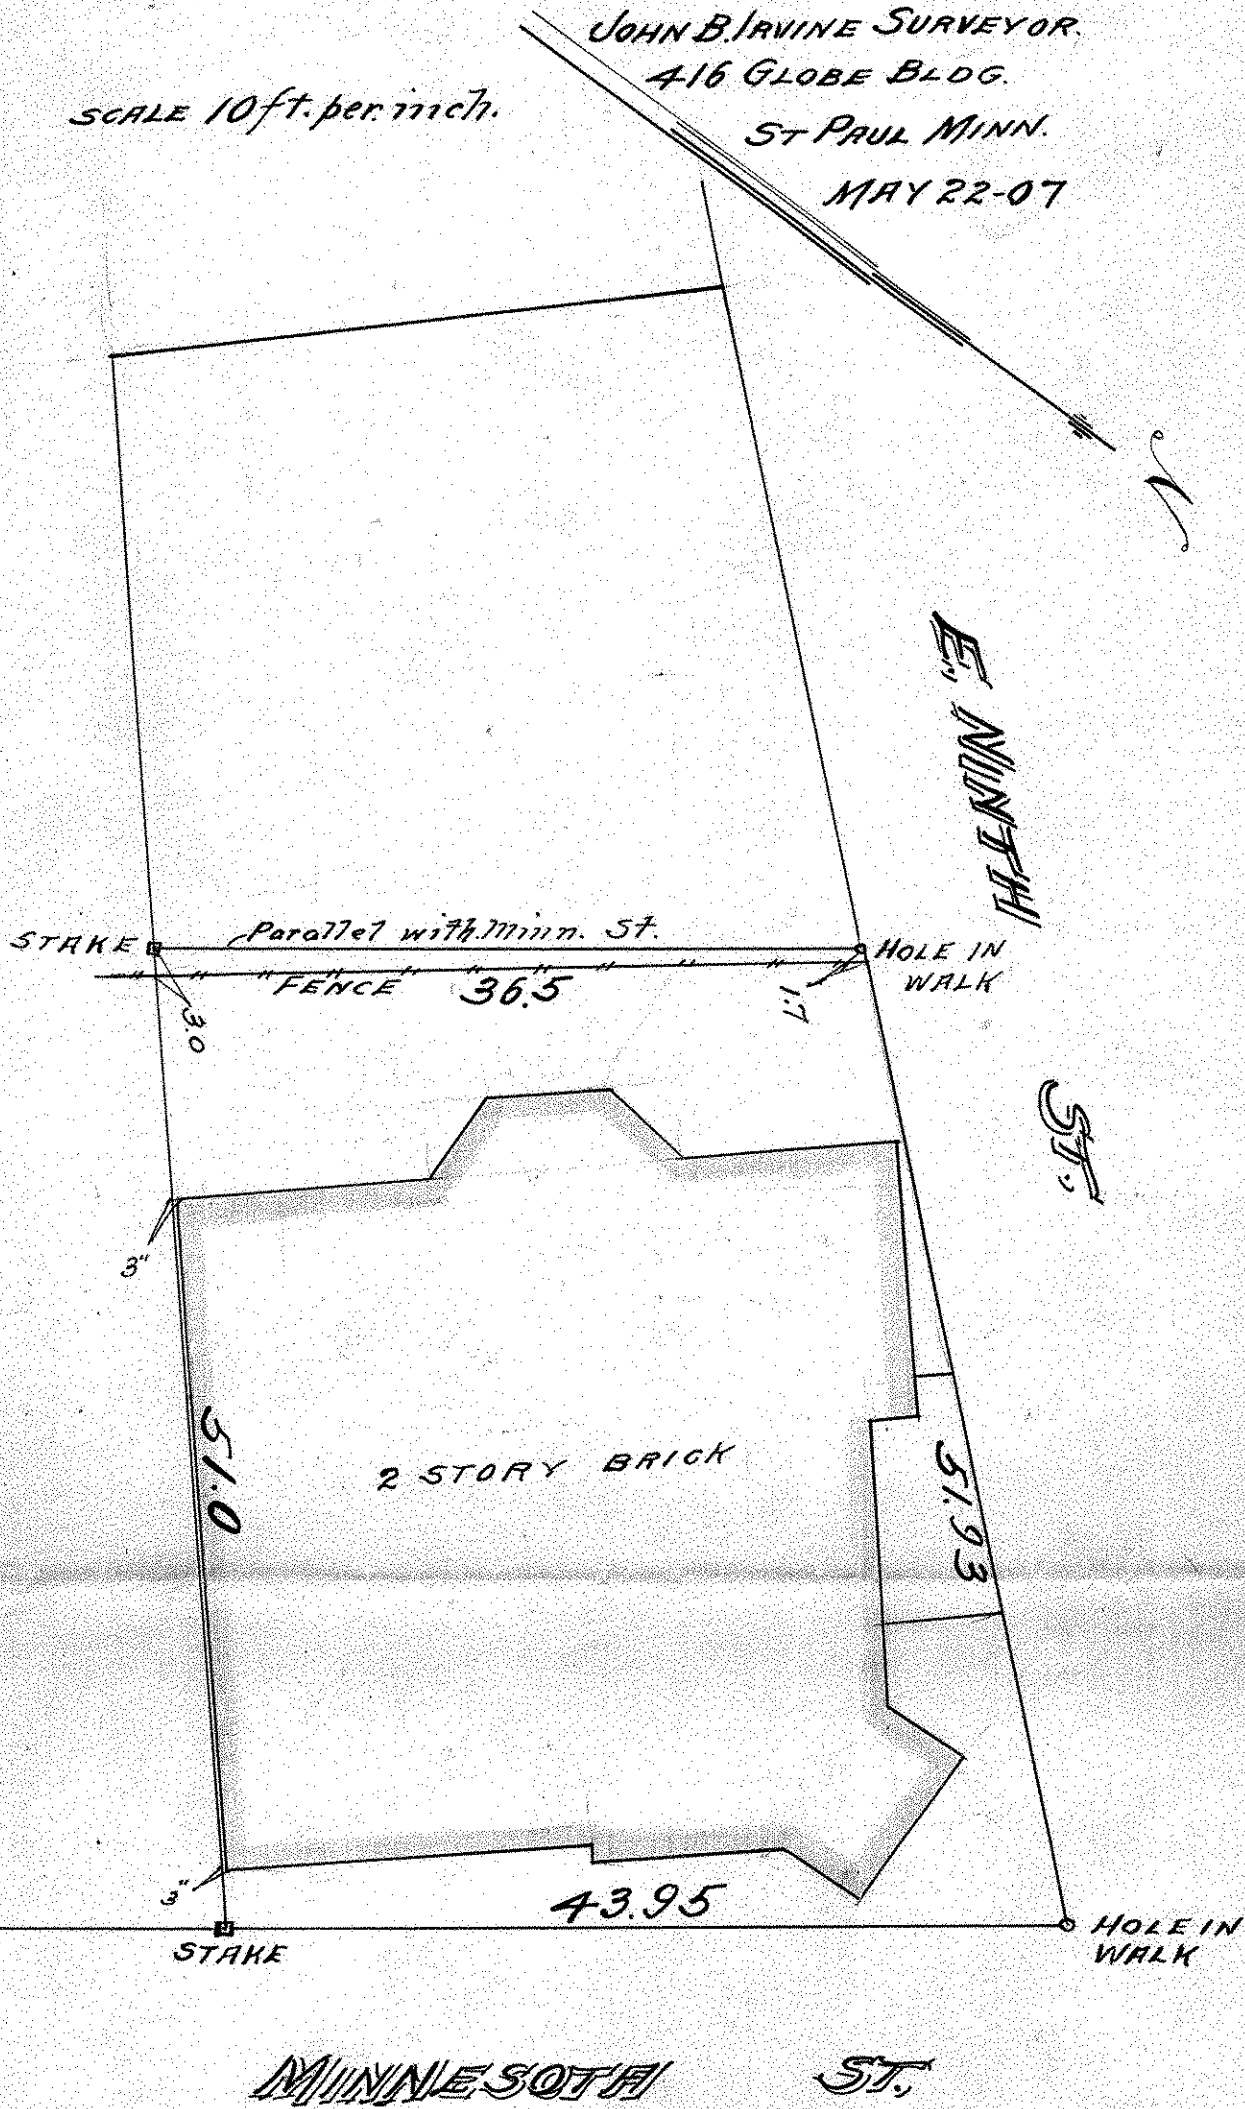 JOHN B. IRVINE SURVEYOR.
416 GLOBE BLDG.
ST PAUL MINN.
MAY 22-07
SCALE 10 ft. per inch.
N
E. NINTH ST.
STAKE
Parallel with Minn. St.
HOLE IN
WALK
FENCE 36.5
3.0
1.7
3"
51.0
2 STORY BRICK
51.93
3"
43.95
STAKE
HOLE IN
WALK
MINNESOTA ST.